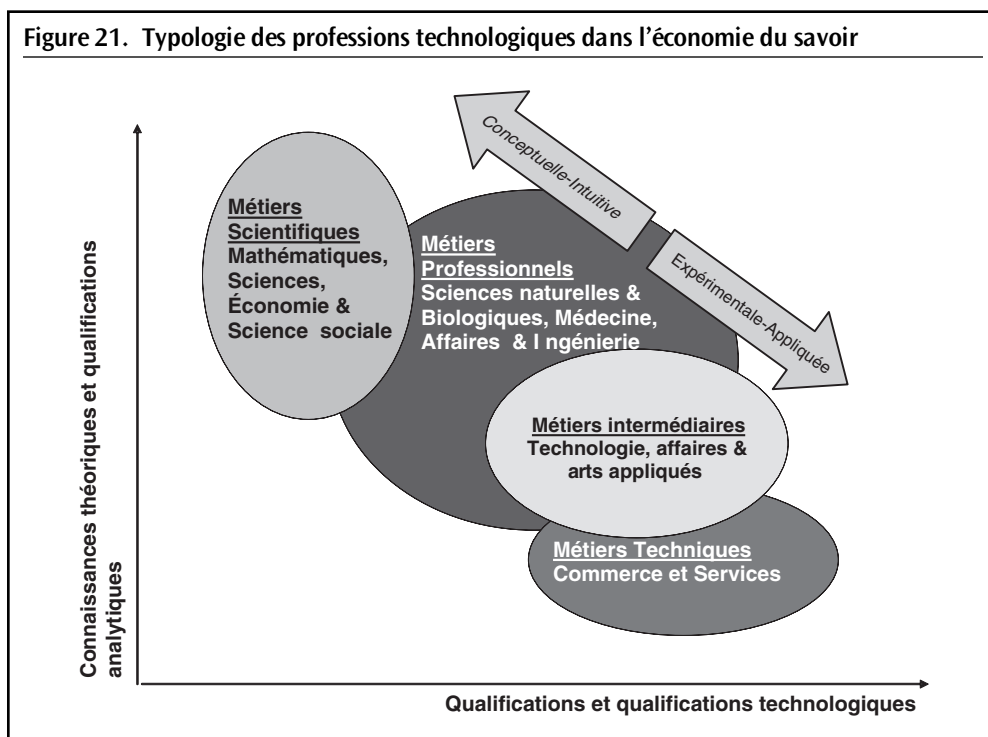 Figure 21. Typologie des professions technologiques dans l'économie du savoir
Conceptuelle-Intuitive
Expérimentale-Appliquée
Métiers
Scientifiques
Mathématiques,
Sciences,
Économie &
Science sociale
Métiers
Professionnels
Sciences naturelles &
Biologiques, Médecine,
Affaires & I ngénierie
Métiers intermédiaires
Technologie, affaires &
arts appliqués
Métiers Techniques
Commerce et Services
Connaissances théoriques et qualifications
analytiques
Qualifications et qualifications technologiques